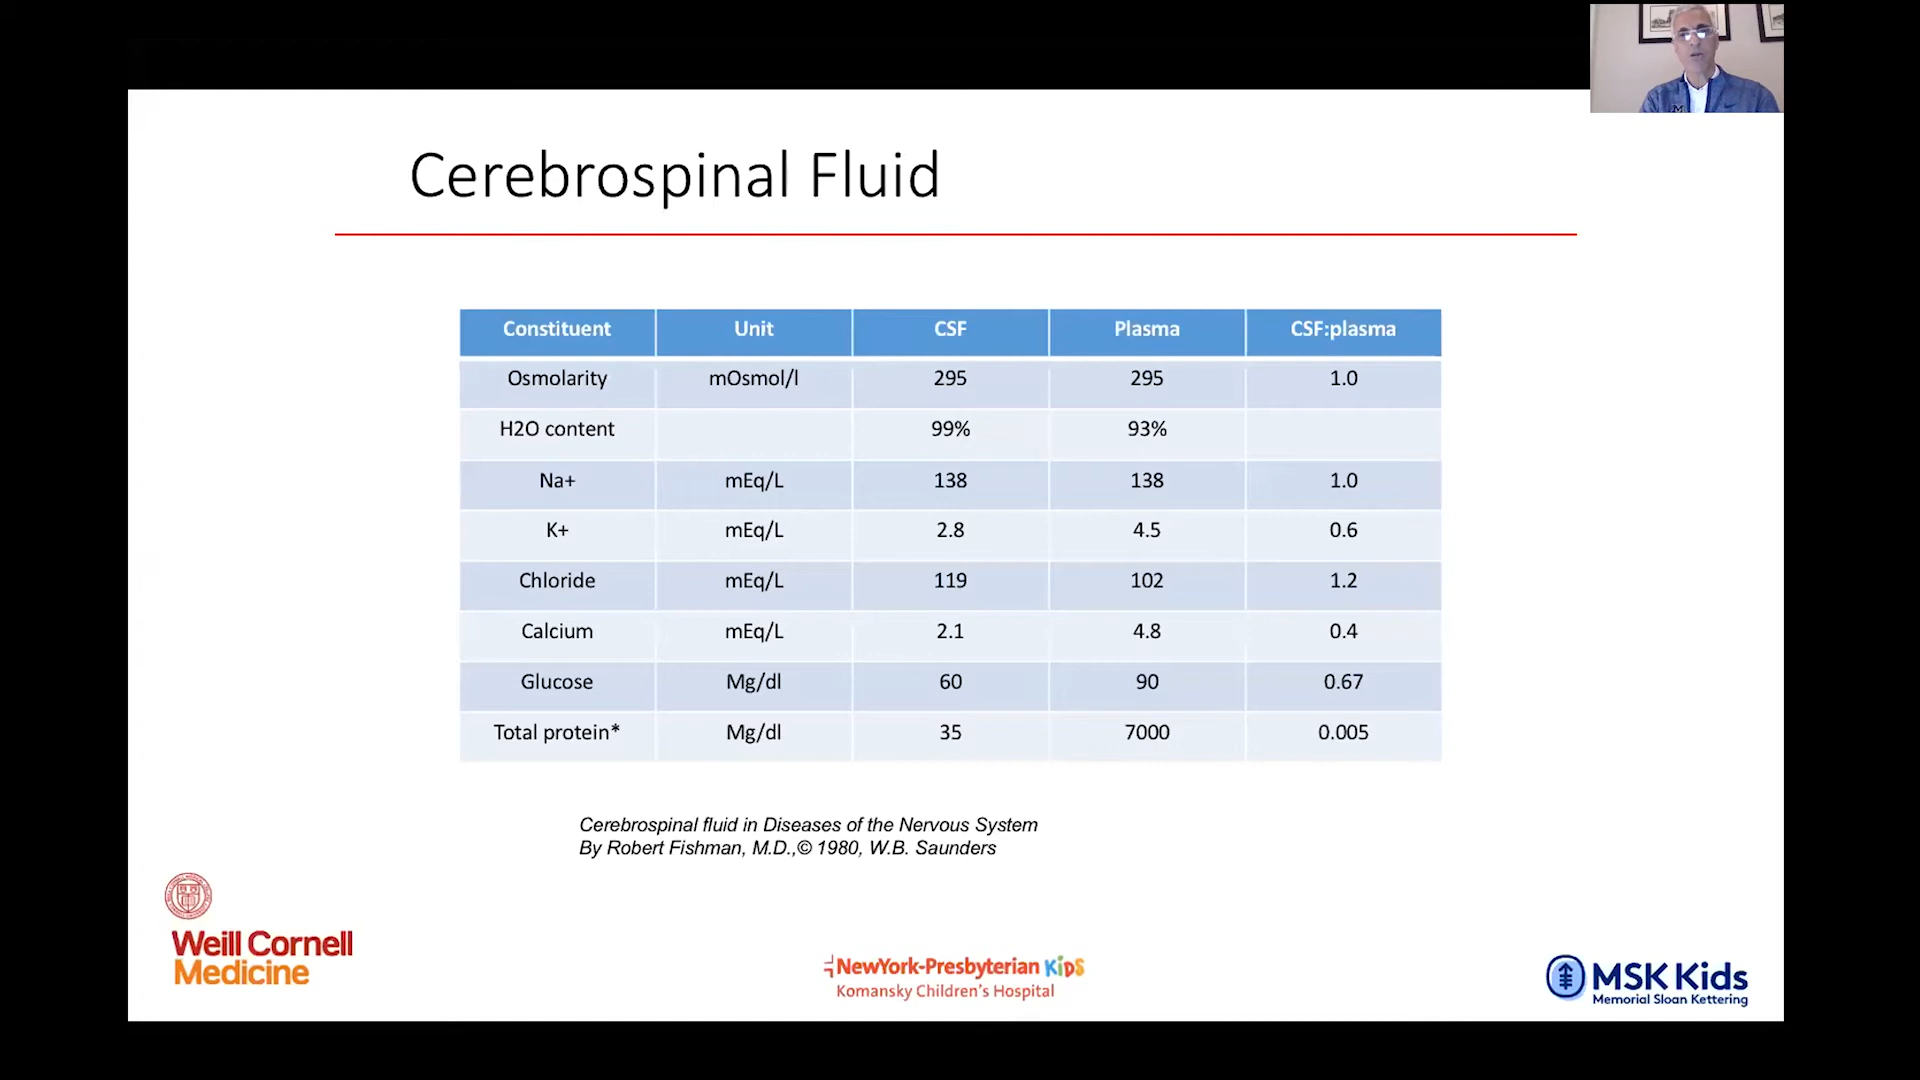 Cerebrospinal Fluid
Constituent Unit CSF Plasma CSF:plasma
Osmolarity mOsmol/l 295 295 1.0
H2O content 99% 93%
Na+ mEq/L 138 138 1.0
K+ mEq/L 2.8 4.5 0.6
Chloride mEq/L 119 102 1.2
Calcium mEq/L 2.1 4.8 0.4
Glucose Mg/dl 60 90 0.67
Total protein* Mg/dl 35 7000 0.005
Cerebrospinal fluid in Diseases of the Nervous System
By Robert Fishman, M.D.,© 1980, W.B. Saunders
Weill Cornell
Medicine
NewYork-Presbyterian KiDS
Komansky Children's Hospital
MSK Kids
Memorial Sloan Kettering